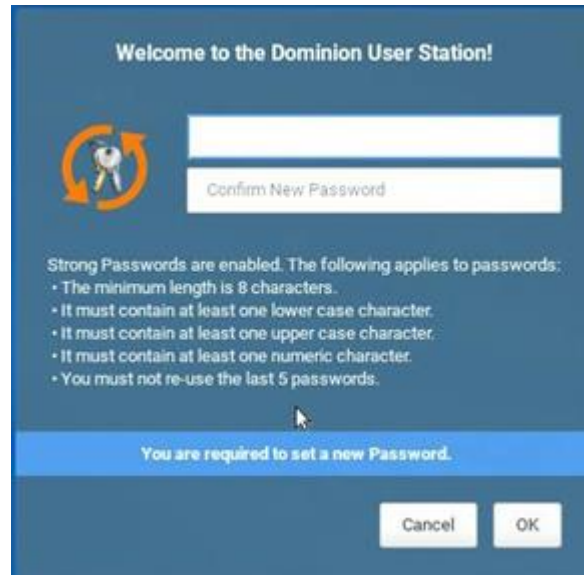 Welcome to the Dominion User Station!
Confirm New Password
Strong Passwords are enabled. The following applies to passwords:
• The minimum length is 8 characters.
• It must contain at least one lower case character.
• It must contain at least one upper case character.
• It must contain at least one numeric character.
• You must not re-use the last 5 passwords.
You are required to set a new Password.
Cancel
OK